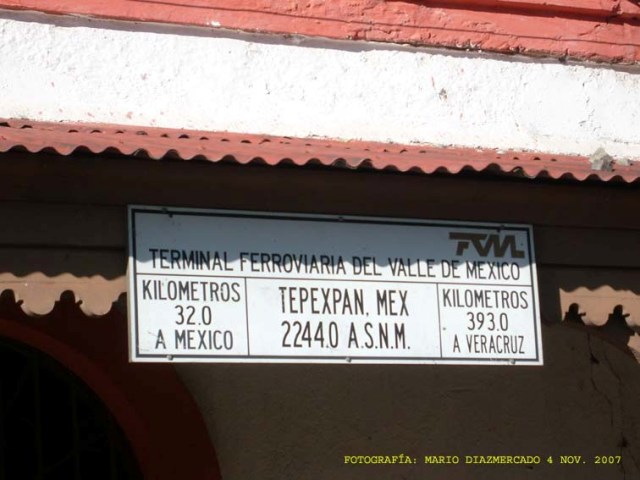 FTVM
TERMINAL FERROVIARIA DEL VALLE DE MEXICO
KILOMETROS
32.0
A MEXICO
TEPEXPAN, MEX
2244.0 A.S.N.M.
KILOMETROS
393.0
A VERACRUZ
FOTOGRAFÍA: MARIO DIAZMERCADO 4 NOV. 2007